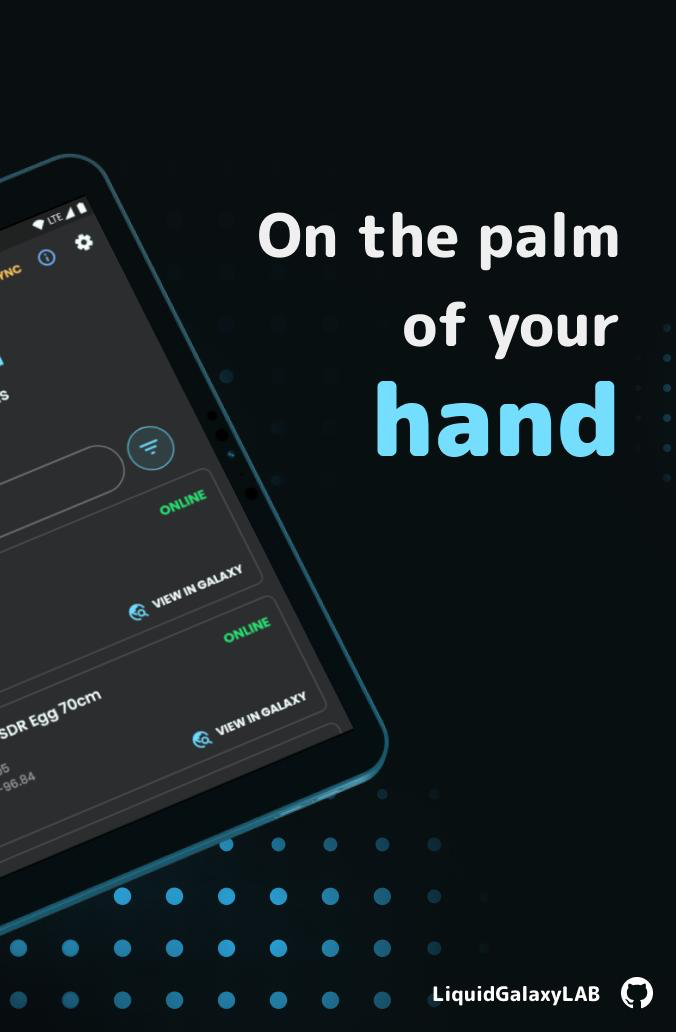 On the palm
of your
hand
LTE
YNC
S
ONLINE
VIEW IN GALAXY
ONLINE
SDR Egg 70cm
VIEW IN GALAXY
-96.84
LiquidGalaxyLAB